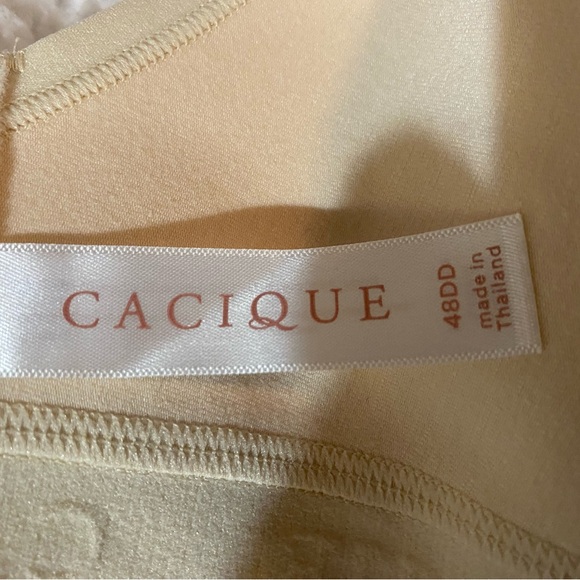 CACIQUE
48DD
made in
Thailand